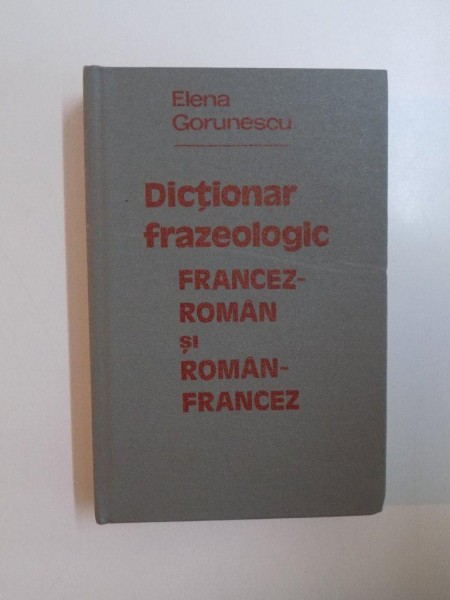 Elena
Gorunescu
Dicționar
frazeologic
FRANCEZ-
ROMÂN
și
ROMÂN-
FRANCEZ